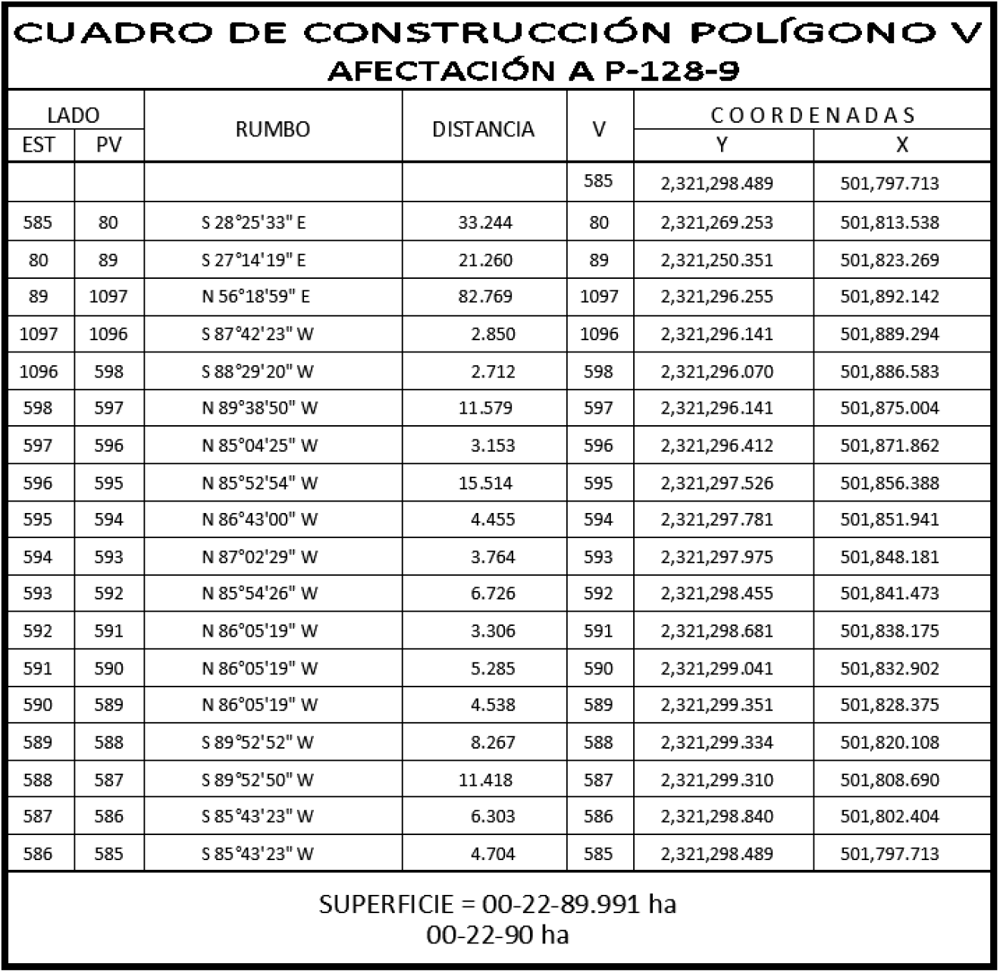 CUADRO DE CONSTRUCCIÓN POLÍGONO V
AFECTACIÓN A P-128-9
LADO RUMBO DISTANCIA V COORDENADAS
EST PV Y X
585 2,321,298.489 501,797.713
585 80 S 28°25'33" E 33.244 80 2,321,269.253 501,813.538
80 89 S 27°14'19" E 21.260 89 2,321,250.351 501,823.269
89 1097 N 56°18'59" E 82.769 1097 2,321,296.255 501,892.142
1097 1096 S 87°42'23" W 2.850 1096 2,321,296.141 501,889.294
1096 598 S 88°29'20" W 2.712 598 2,321,296.070 501,886.583
598 597 N 89°38'50" W 11.579 597 2,321,296.141 501,875.004
597 596 N 85°04'25" W 3.153 596 2,321,296.412 501,871.862
596 595 N 85°52'54" W 15.514 595 2,321,297.526 501,856.388
595 594 N 86°43'00" W 4.455 594 2,321,297.781 501,851.941
594 593 N 87°02'29" W 3.764 593 2,321,297.975 501,848.181
593 592 N 85°54'26" W 6.726 592 2,321,298.455 501,841.473
592 591 N 86°05'19" W 3.306 591 2,321,298.681 501,838.175
591 590 N 86°05'19" W 5.285 590 2,321,299.041 501,832.902
590 589 N 86°05'19" W 4.538 589 2,321,299.351 501,828.375
589 588 S 89°52'52" W 8.267 588 2,321,299.334 501,820.108
588 587 S 89°52'50" W 11.418 587 2,321,299.310 501,808.690
587 586 S 85°43'23" W 6.303 586 2,321,298.840 501,802.404
586 585 S 85°43'23" W 4.704 585 2,321,298.489 501,797.713
SUPERFICIE = 00-22-89.991 ha
00-22-90 ha